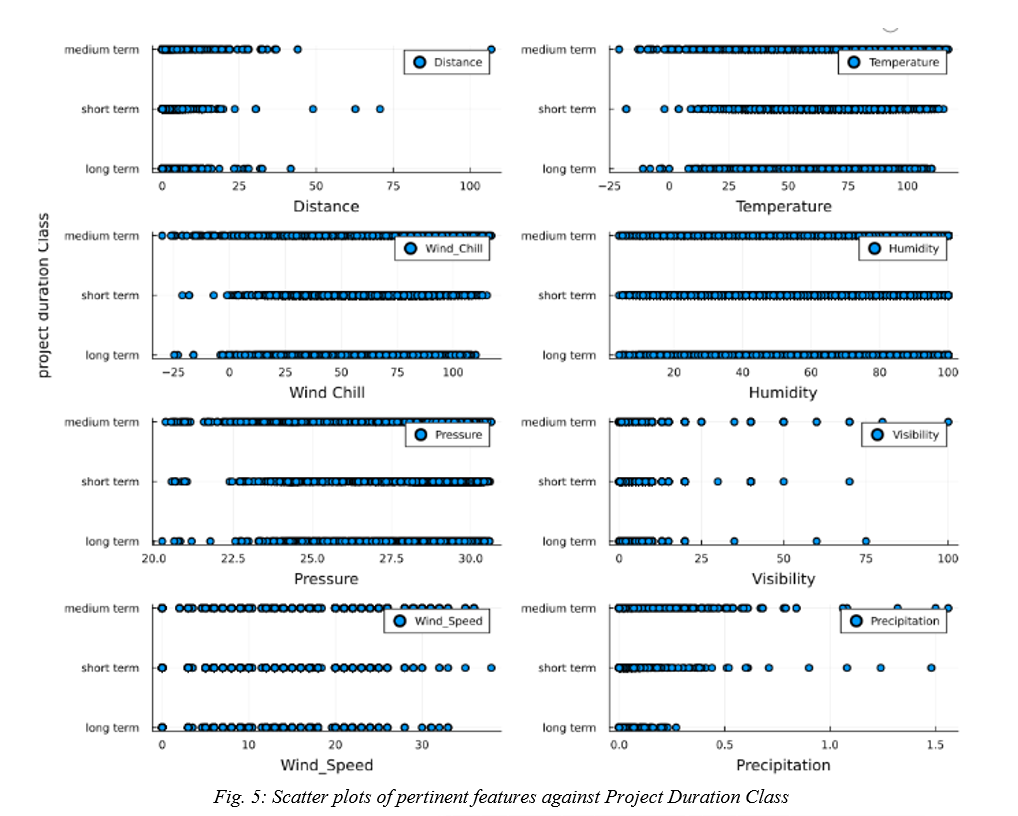 project duration Class
medium term
short term
long term
Distance
0 25 50 75 100
Distance
medium term
short term
long term
Temperature
−25 0 25 50 75 100
Temperature
medium term
short term
long term
Wind_Chill
−25 0 25 50 75 100
Wind Chill
medium term
short term
long term
Humidity
20 40 60 80 100
Humidity
medium term
short term
long term
Pressure
20.0 22.5 25.0 27.5 30.0
Pressure
medium term
short term
long term
Visibility
0 25 50 75 100
Visibility
medium term
short term
long term
Wind_Speed
0 10 20 30
Wind_Speed
medium term
short term
long term
Precipitation
0.0 0.5 1.0 1.5
Precipitation
Fig. 5: Scatter plots of pertinent features against Project Duration Class